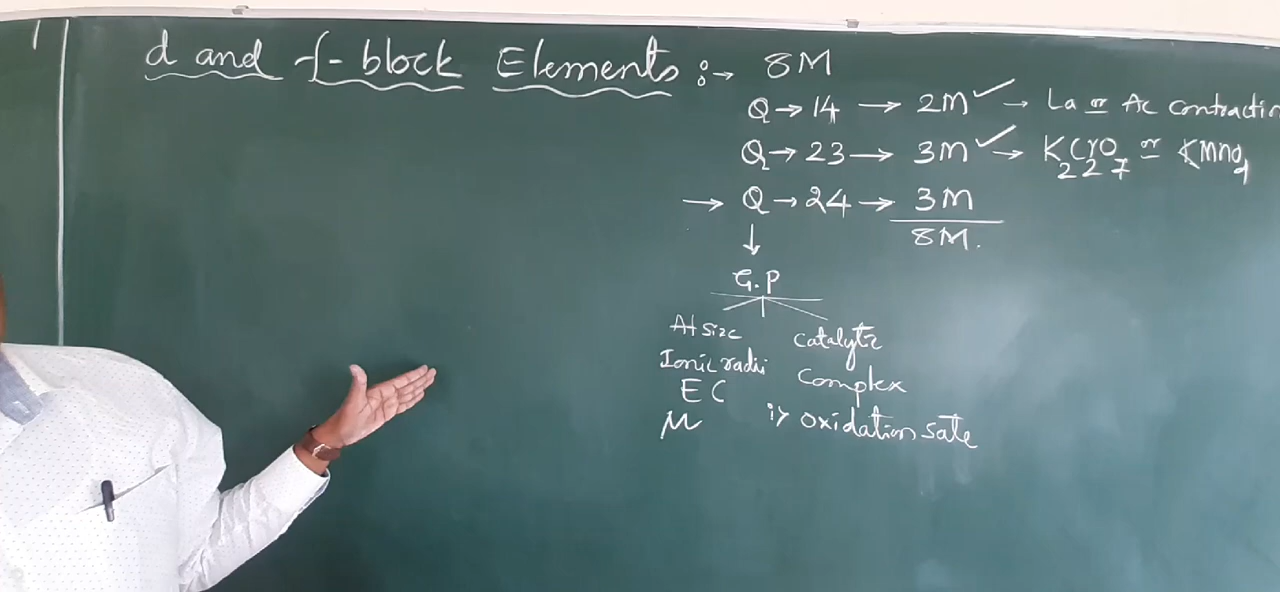 d and f-block Elements :→ 8M
Q → 14 → 2M ✓ → La or Ac contraction
Q → 23 → 3M ✓ → K2Cr2O7 or KMnO4
→ Q → 24 → 3M
8M.
↓
G.P
At size
Ionic radii
EC
μ
Catalytic
Complex
i> Oxidation sate